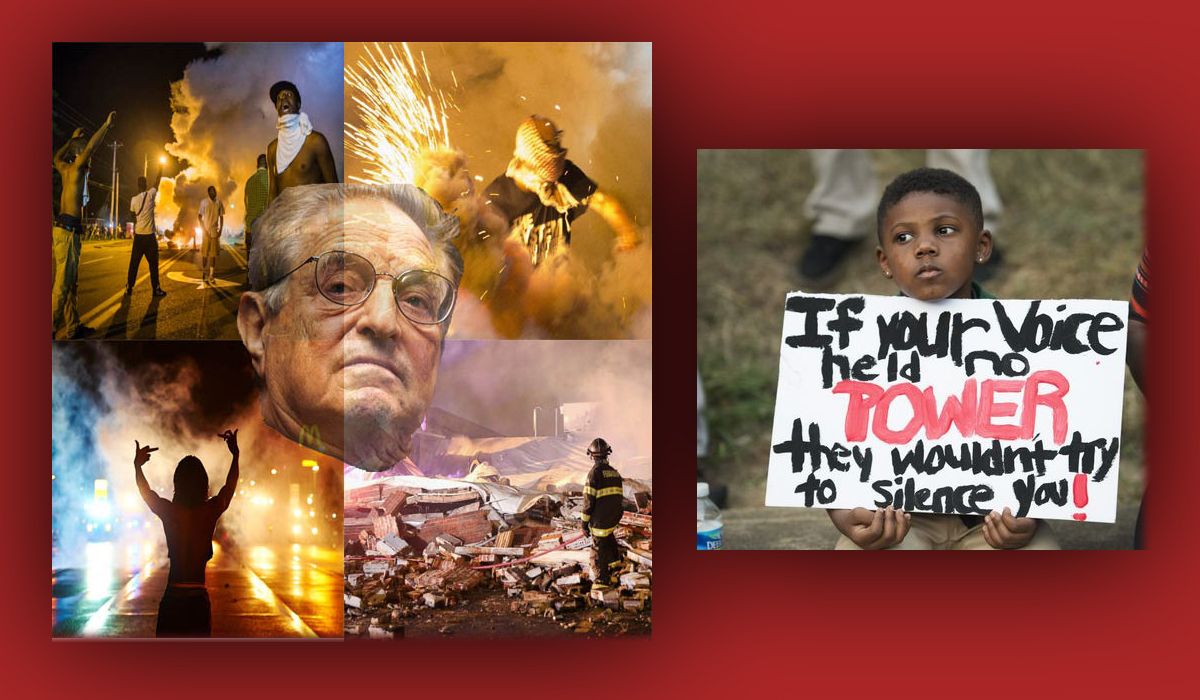 If your Voice
held no
POWER
they wouldn't try
to silence you!